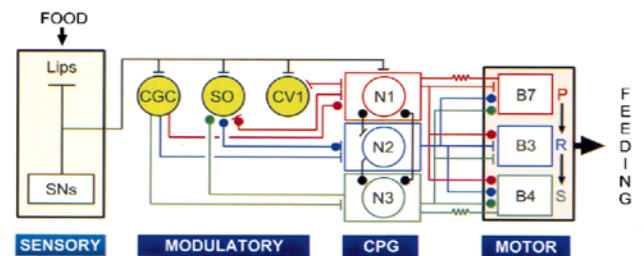 FOOD
Lips
SNs
CGC
SO
CV1
N1
N2
N3
B7
B3
B4
P
R
S
FEEDING
SENSORY
MODULATORY
CPG
MOTOR